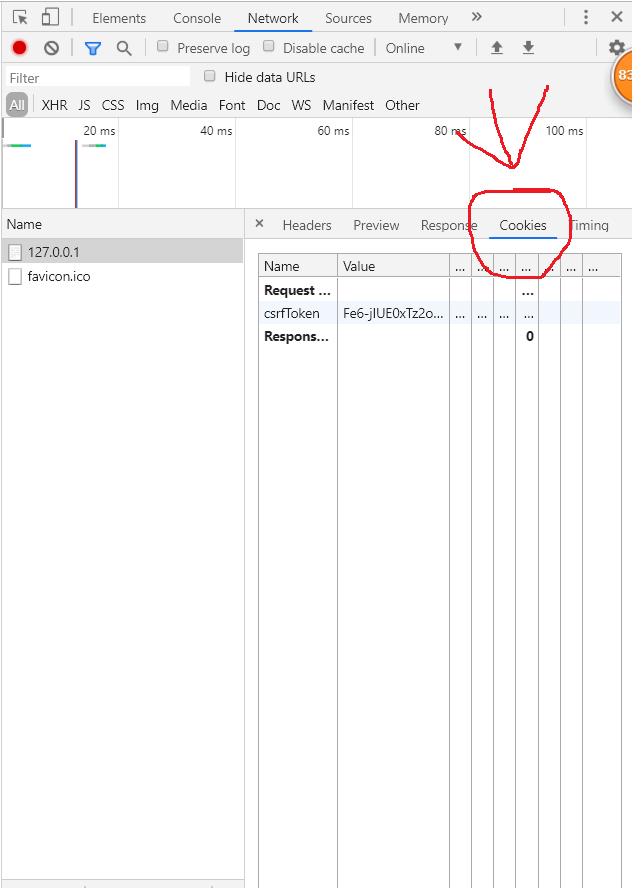 Elements Console Network Sources Memory »
Preserve log Disable cache Online
Filter Hide data URLs
83
All XHR JS CSS Img Media Font Doc WS Manifest Other
20 ms 40 ms 60 ms 80 ms 100 ms
Name
127.0.0.1
favicon.ico
× Headers Preview Response Cookies Timing
Name Value ... ... ... ... ... ... ...
Request ... ...
csrfToken Fe6-jIUE0xTz2o... ... ... ... ...
Respons... 0